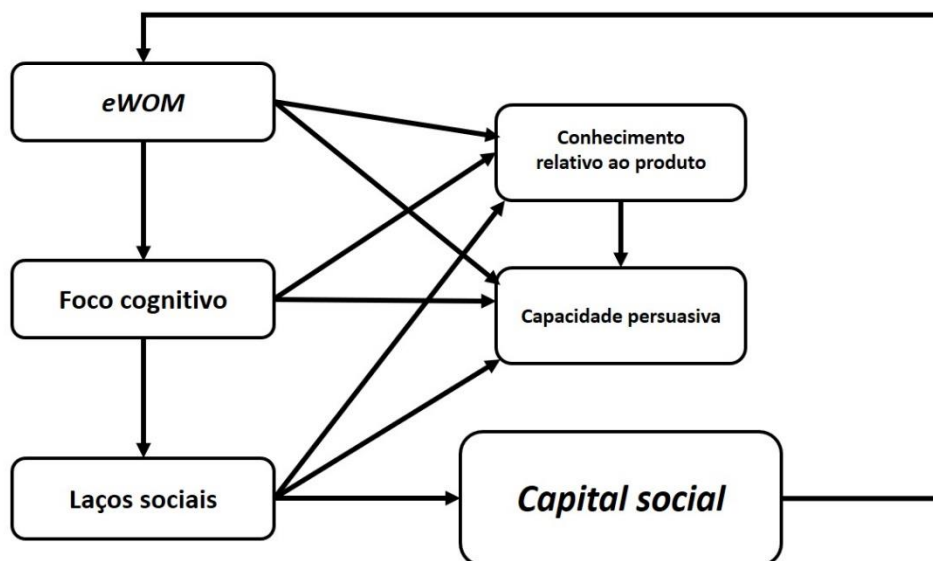 eWOM
Conhecimento
relativo ao produto
Foco cognitivo
Capacidade persuasiva
Laços sociais
Capital social